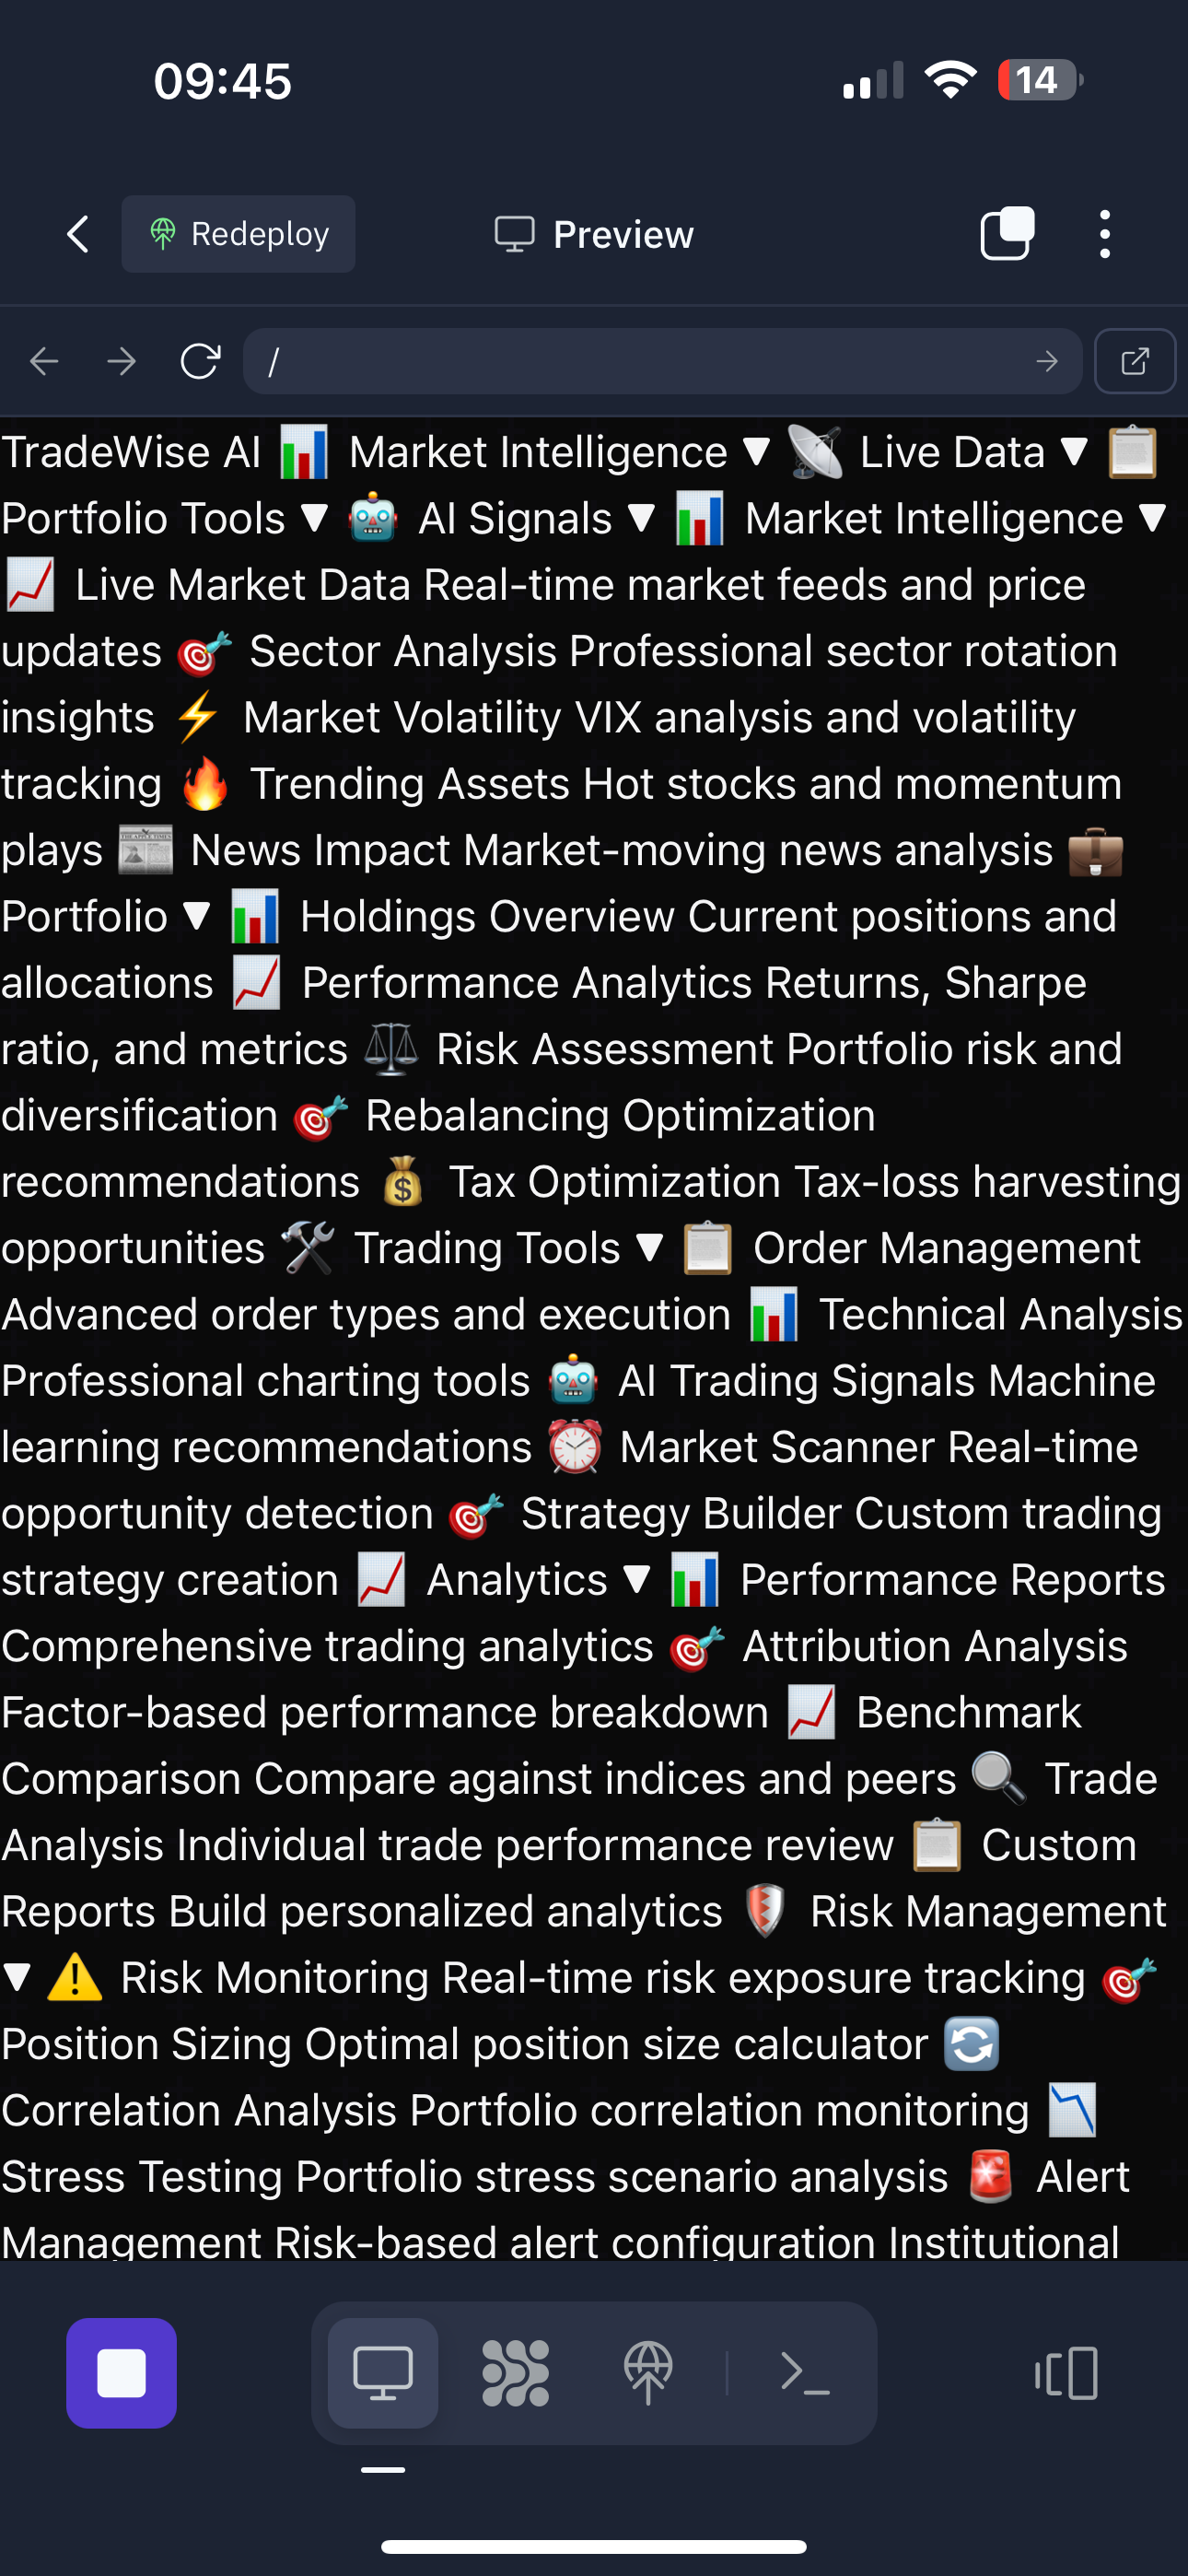 09:45
14
Redeploy
Preview
/
TradeWise AI 📊 Market Intelligence ▼ 📡 Live Data ▼ 📋
Portfolio Tools ▼ 🤖 AI Signals ▼ 📊 Market Intelligence ▼
📈 Live Market Data Real-time market feeds and price
updates 🎯 Sector Analysis Professional sector rotation
insights ⚡ Market Volatility VIX analysis and volatility
tracking 🔥 Trending Assets Hot stocks and momentum
plays 📰 News Impact Market-moving news analysis 💼
Portfolio ▼ 📊 Holdings Overview Current positions and
allocations 📈 Performance Analytics Returns, Sharpe
ratio, and metrics ⚖️ Risk Assessment Portfolio risk and
diversification 🎯 Rebalancing Optimization
recommendations 💰 Tax Optimization Tax-loss harvesting
opportunities 🛠️ Trading Tools ▼ 📋 Order Management
Advanced order types and execution 📊 Technical Analysis
Professional charting tools 🤖 AI Trading Signals Machine
learning recommendations ⏰ Market Scanner Real-time
opportunity detection 🎯 Strategy Builder Custom trading
strategy creation 📈 Analytics ▼ 📊 Performance Reports
Comprehensive trading analytics 🎯 Attribution Analysis
Factor-based performance breakdown 📈 Benchmark
Comparison Compare against indices and peers 🔍 Trade
Analysis Individual trade performance review 📋 Custom
Reports Build personalized analytics 🛡️ Risk Management
▼ ⚠️ Risk Monitoring Real-time risk exposure tracking 🎯
Position Sizing Optimal position size calculator 🔄
Correlation Analysis Portfolio correlation monitoring 📉
Stress Testing Portfolio stress scenario analysis 🚨 Alert
Management Risk-based alert configuration Institutional